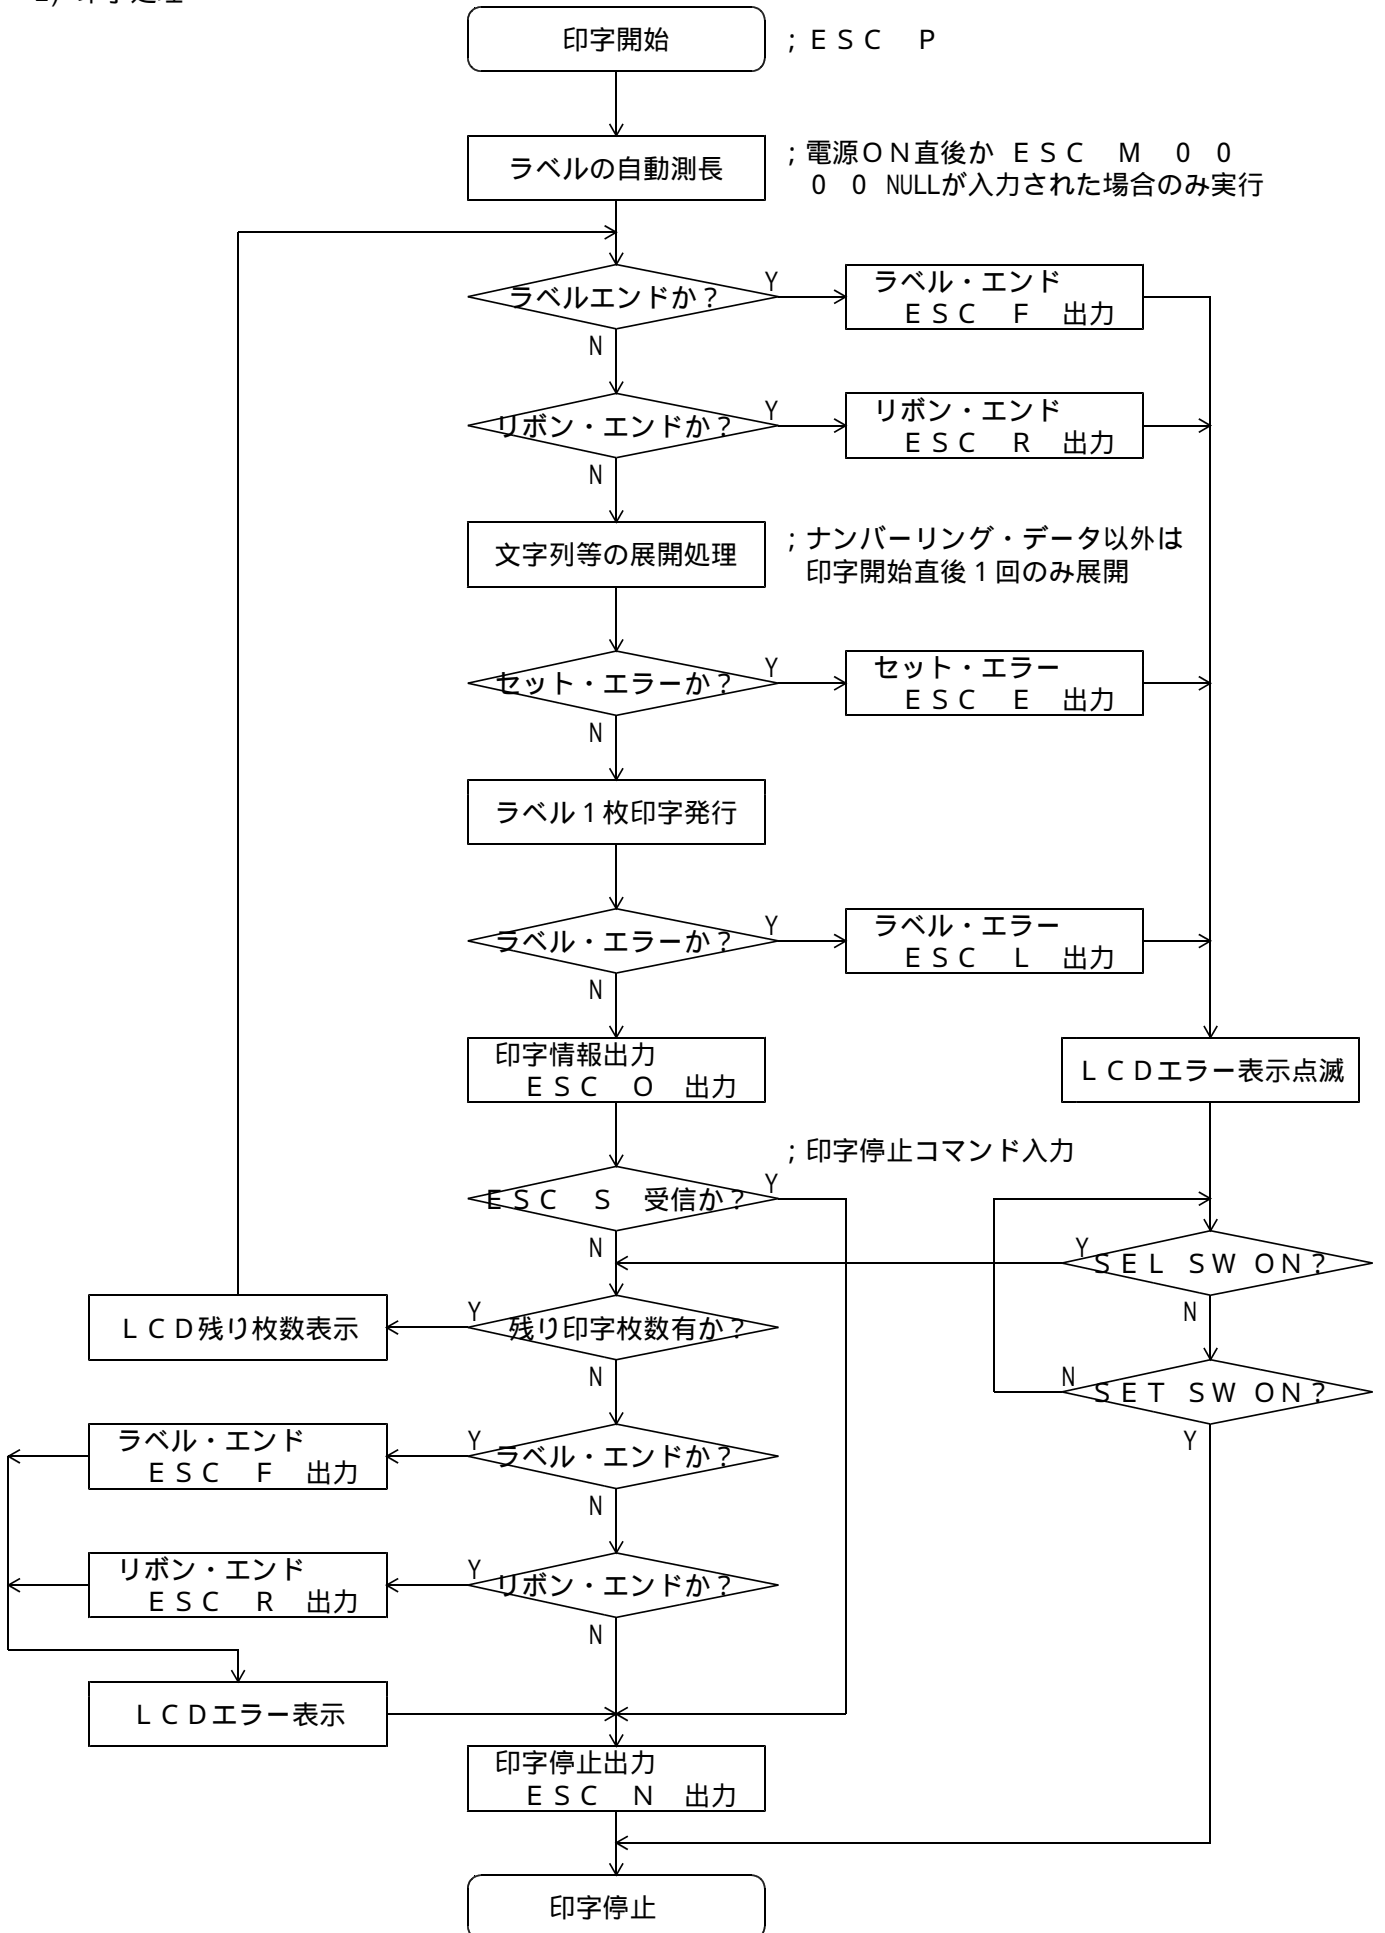 印字開始
；ＥＳＣ　Ｐ
ラベルの自動測長
；電源ＯＮ直後か ＥＳＣ　Ｍ　０　０
０　０　NULLが入力された場合のみ実行
ラベルエンドか？
Y
ラベル・エンド
ＥＳＣ　Ｆ　出力
N
リボン・エンドか？
Y
リボン・エンド
ＥＳＣ　Ｒ　出力
N
文字列等の展開処理
；ナンバーリング・データ以外は
印字開始直後１回のみ展開
セット・エラーか？
Y
セット・エラー
ＥＳＣ　Ｅ　出力
N
ラベル１枚印字発行
ラベル・エラーか？
Y
ラベル・エラー
ＥＳＣ　Ｌ　出力
N
印字情報出力
ＥＳＣ　Ｏ　出力
ＬＣＤエラー表示点滅
；印字停止コマンド入力
ＥＳＣ　Ｓ　受信か？
Y
N
Y
ＳＥＬ　ＳＷ ＯＮ？
N
ＬＣＤ残り枚数表示
Y
残り印字枚数有か？
N
N
ＳＥＴ　ＳＷ ＯＮ？
Y
ラベル・エンド
ＥＳＣ　Ｆ　出力
Y
ラベル・エンドか？
N
リボン・エンド
ＥＳＣ　Ｒ　出力
Y
リボン・エンドか？
N
ＬＣＤエラー表示
印字停止出力
ＥＳＣ　Ｎ　出力
印字停止